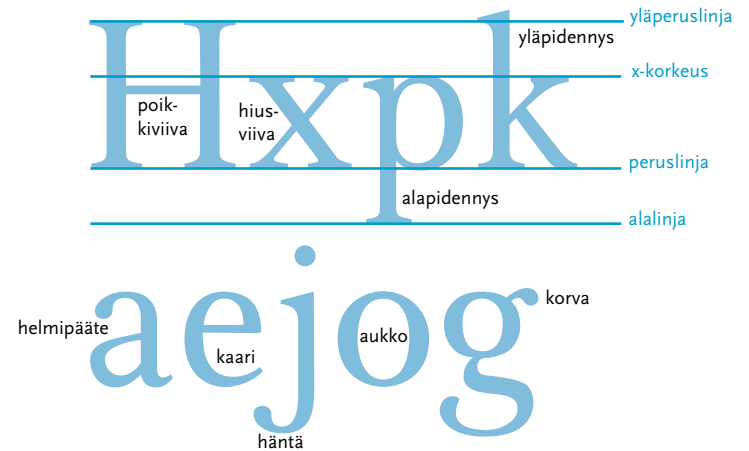 yläperuslinja
yläpidennys
x-korkeus
Hxpk
poik-
kiviiva
hius-
viiva
peruslinja
alapidennys
alalinja
aejog
korva
helmipääte
aukko
kaari
häntä